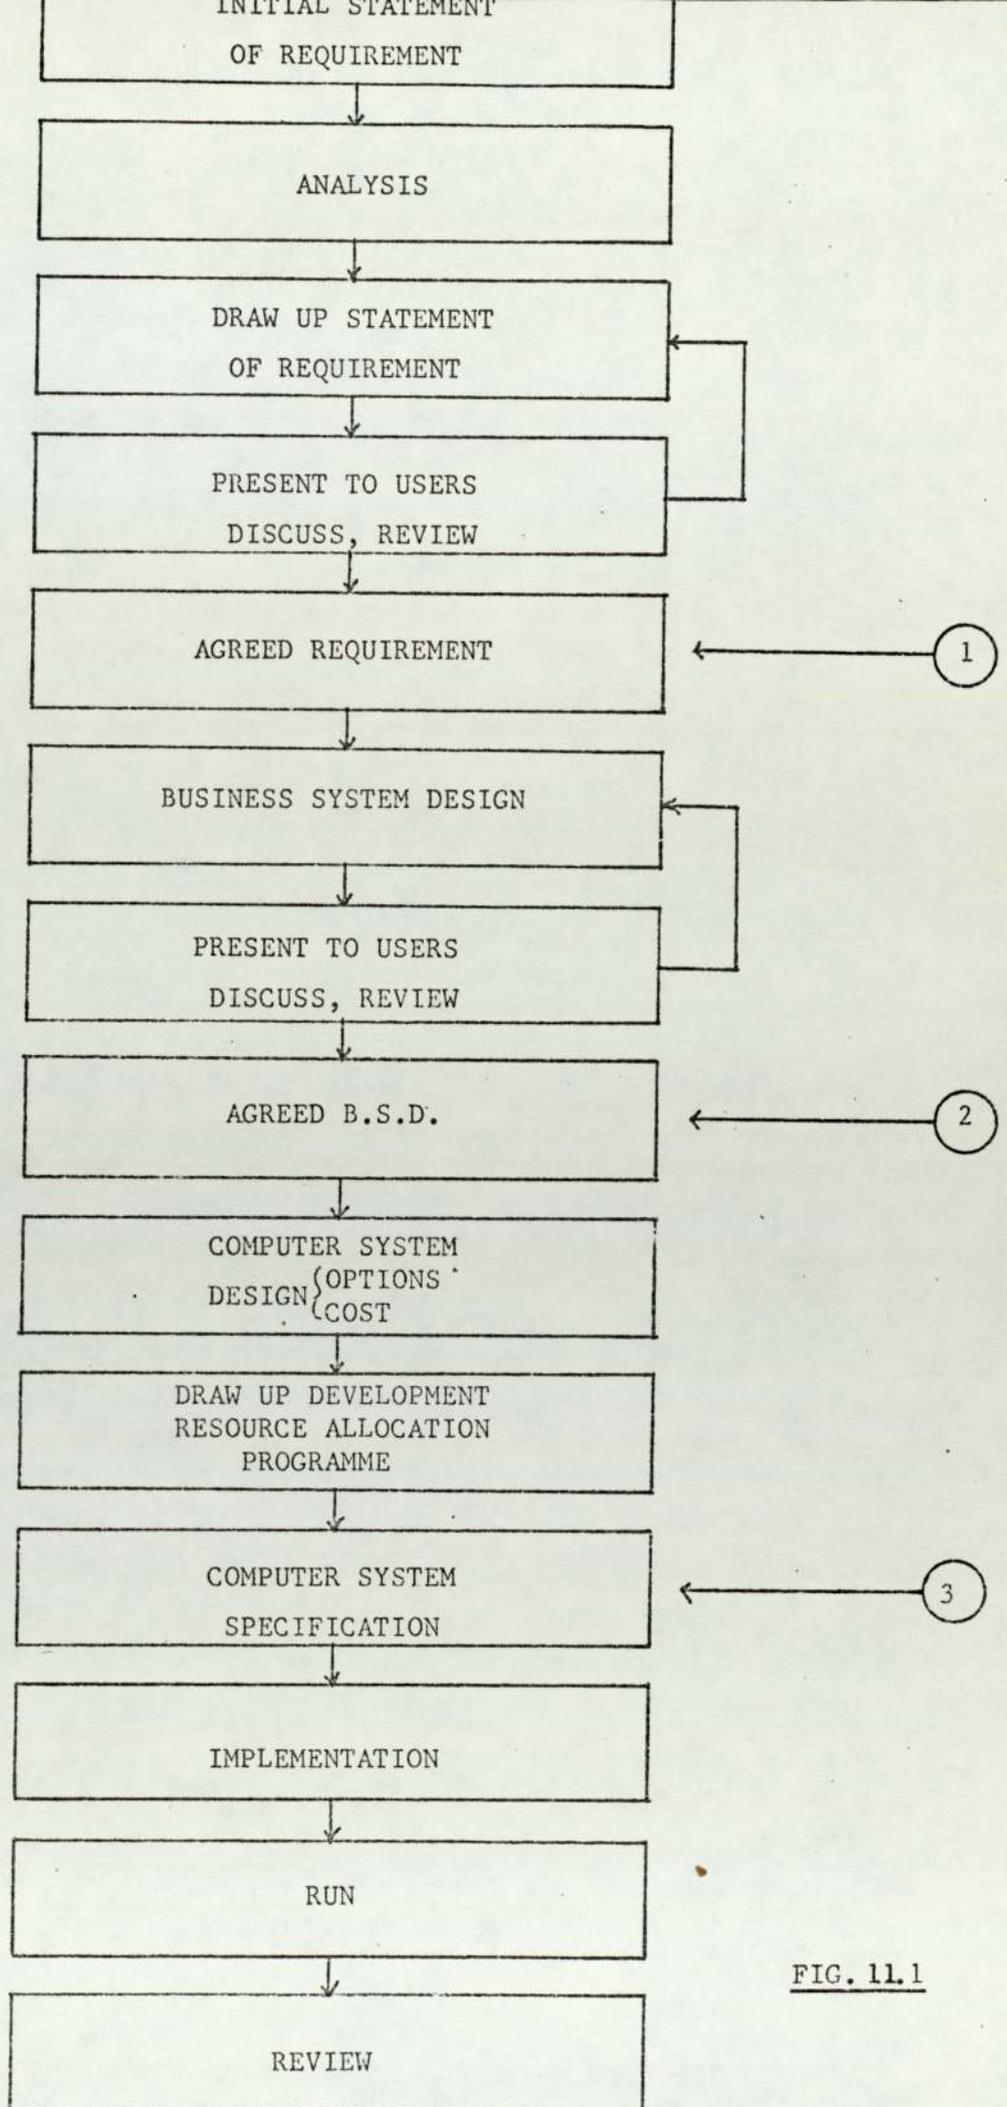 INITIAL STATEMENT
OF REQUIREMENT
ANALYSIS
DRAW UP STATEMENT
OF REQUIREMENT
PRESENT TO USERS
DISCUSS, REVIEW
AGREED REQUIREMENT
1
BUSINESS SYSTEM DESIGN
PRESENT TO USERS
DISCUSS, REVIEW
AGREED B.S.D.
2
COMPUTER SYSTEM
DESIGN { OPTIONS
COST
DRAW UP DEVELOPMENT
RESOURCE ALLOCATION
PROGRAMME
COMPUTER SYSTEM
SPECIFICATION
3
IMPLEMENTATION
RUN
FIG. 11.1
REVIEW